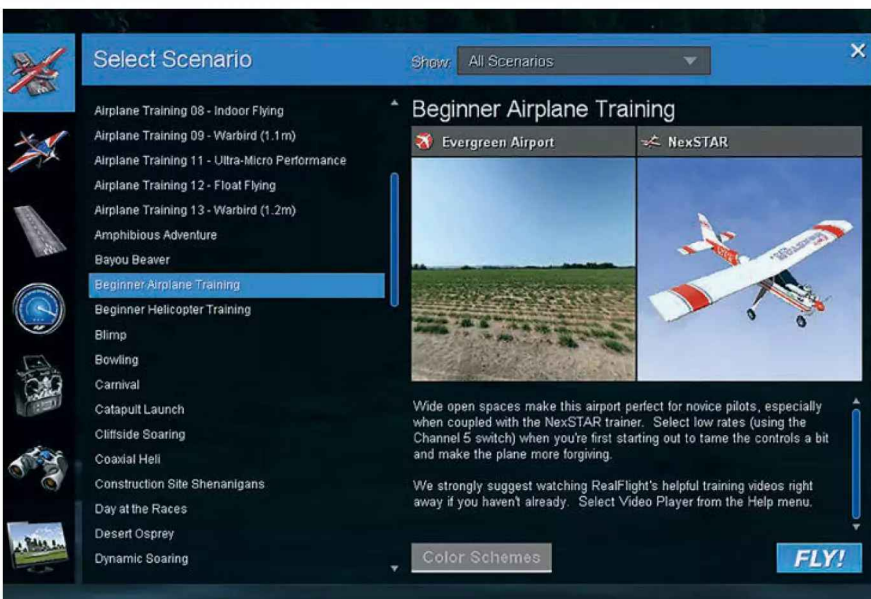 Select Scenario
Show: All Scenarios
Airplane Training 08 - Indoor Flying
Airplane Training 09 - Warbird (1.1m)
Airplane Training 11 - Ultra-Micro Performance
Airplane Training 12 - Float Flying
Airplane Training 13 - Warbird (1.2m)
Amphibious Adventure
Bayou Beaver
Beginner Airplane Training
Beginner Helicopter Training
Blimp
Bowling
Carnival
Catapult Launch
Cliffside Soaring
Coaxial Heli
Construction Site Shenanigans
Day at the Races
Desert Osprey
Dynamic Soaring
Beginner Airplane Training
Evergreen Airport
NexSTAR
Wide open spaces make this airport perfect for novice pilots, especially
when coupled with the NexSTAR trainer. Select low rates (using the
Channel 5 switch) when you're first starting out to tame the controls a bit
and make the plane more forgiving.
We strongly suggest watching RealFlight's helpful training videos right
away if you haven't already. Select Video Player from the Help menu.
Color Schemes
FLY!